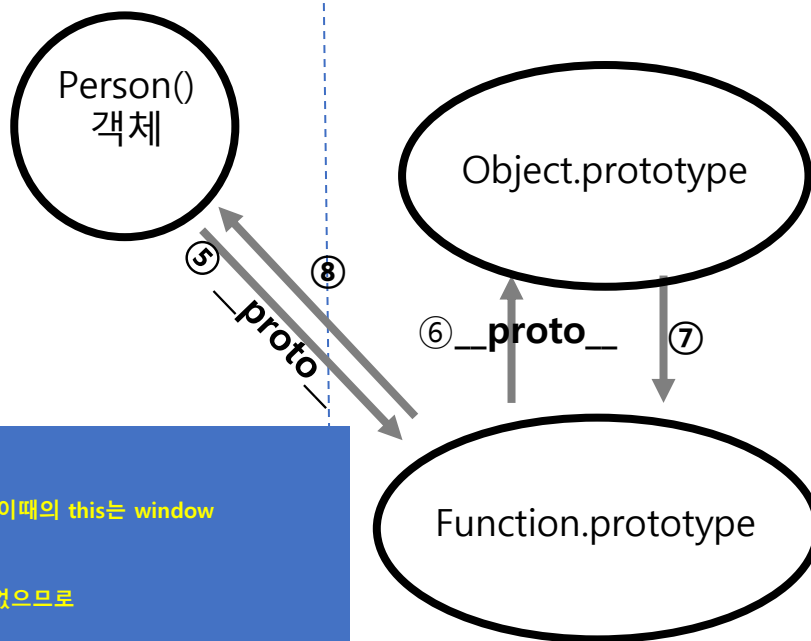 Person()
객체
Object.prototype
⑤ __proto__
⑧
⑥__proto__
⑦
Function.prototype
이때의 this는 window
었으므로